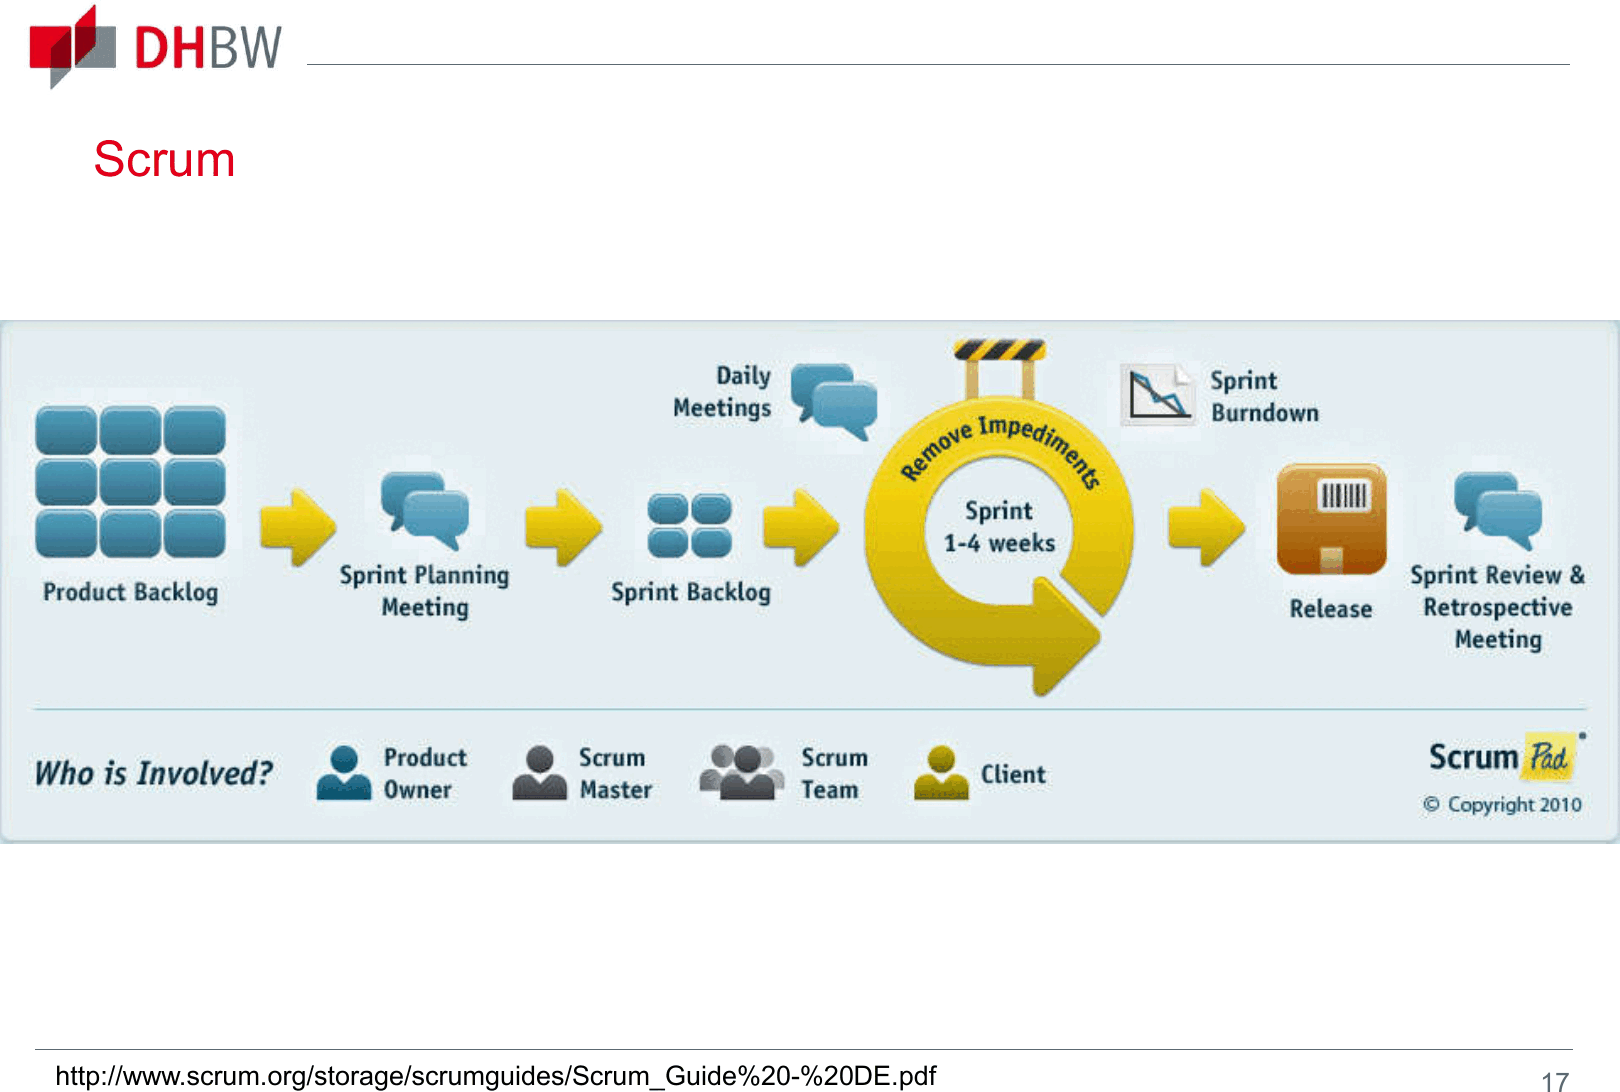 DHBW
Scrum
Daily
Meetings
Remove Impediments
Sprint
Burndown
Sprint
1-4 weeks
Product Backlog
Sprint Planning
Meeting
Sprint Backlog
Release
Sprint Review &
Retrospective
Meeting
Who is Involved?
Product
Owner
Scrum
Master
Scrum
Team
Client
Scrum Pad
© Copyright 2010
http://www.scrum.org/storage/scrumguides/Scrum_Guide%20-%20DE.pdf
17